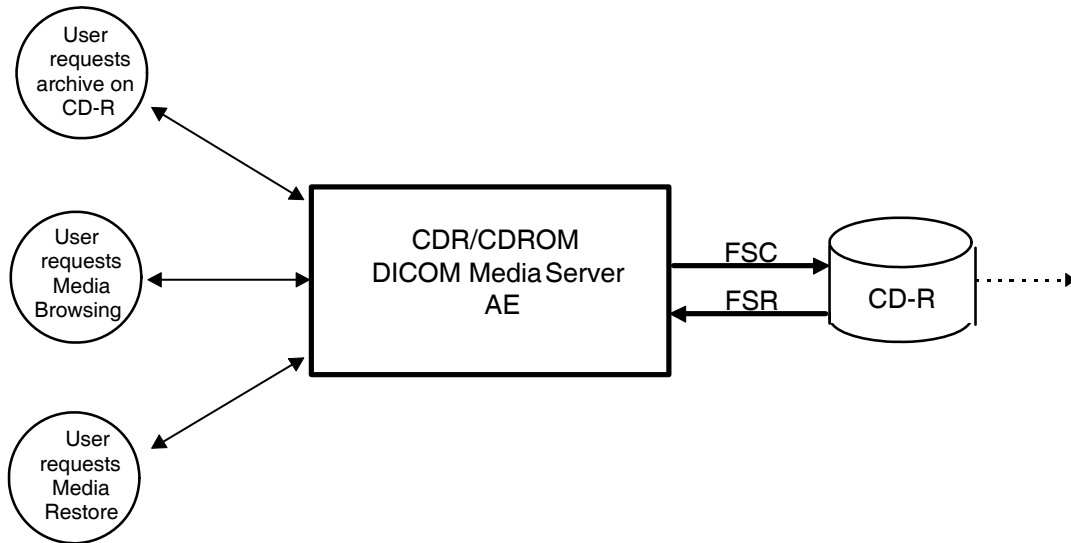 User
requests
archive on
CD-R
User
requests
Media
Browsing
User
requests
Media
Restore
CDR/CDROM
DICOM Media Server
AE
FSC
FSR
CD-R